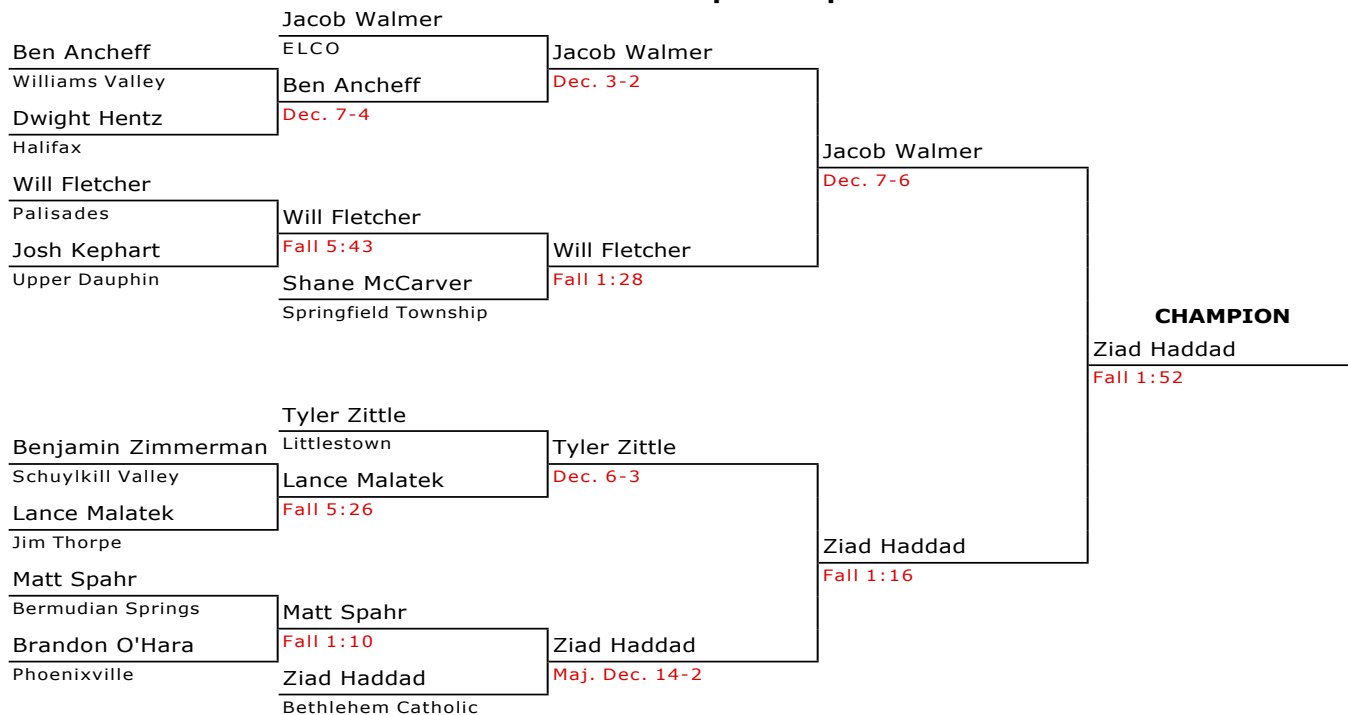 Jacob Walmer
ELCO
Ben Ancheff
Williams Valley
Dwight Hentz
Halifax
Ben Ancheff
Dec. 7-4
Jacob Walmer
Dec. 3-2
Will Fletcher
Palisades
Josh Kephart
Upper Dauphin
Will Fletcher
Fall 5:43
Shane McCarver
Springfield Township
Will Fletcher
Fall 1:28
Jacob Walmer
Dec. 7-6
Tyler Zittle
Littlestown
Benjamin Zimmerman
Schuylkill Valley
Lance Malatek
Jim Thorpe
Lance Malatek
Fall 5:26
Tyler Zittle
Dec. 6-3
Matt Spahr
Bermudian Springs
Brandon O'Hara
Phoenixville
Matt Spahr
Fall 1:10
Ziad Haddad
Bethlehem Catholic
Ziad Haddad
Maj. Dec. 14-2
Ziad Haddad
Fall 1:16
CHAMPION
Ziad Haddad
Fall 1:52